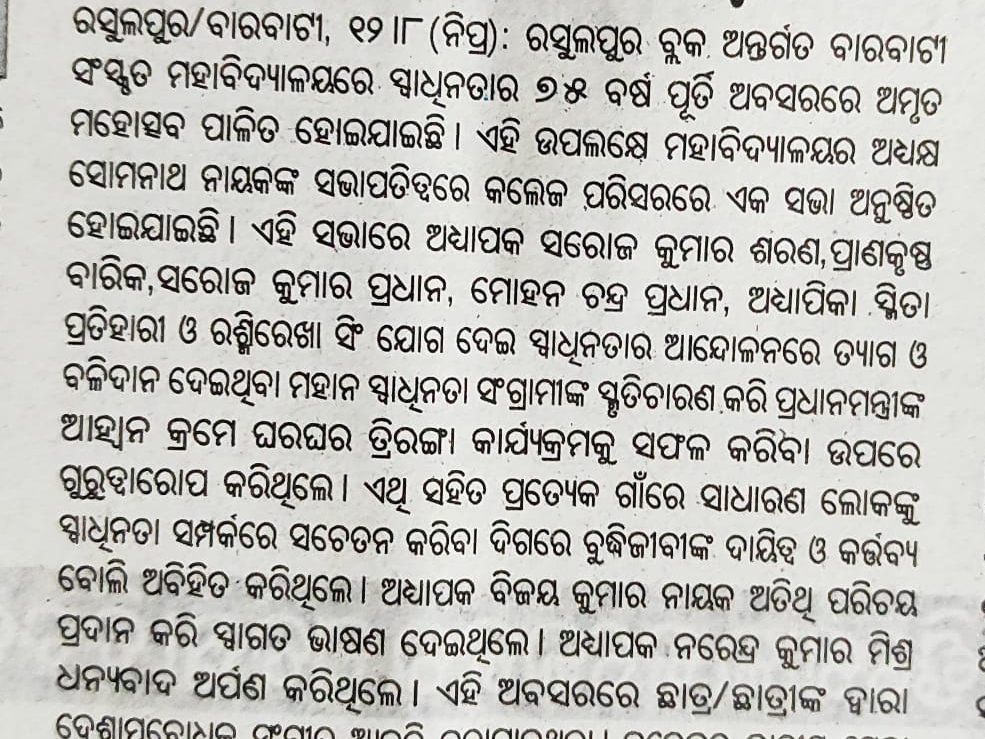 ରସୁଲପୁର/ବାରବାଟୀ, ୧୨।୮ (ନିପ୍ର): ରସୁଲପୁର ବ୍ଲକ ଅନ୍ତର୍ଗତ ବାରବାଟୀ
ସଂସ୍କୃତ ମହାବିଦ୍ୟାଳୟରେ ସ୍ୱାଧିନତାର ୭୫ ବର୍ଷ ପୂର୍ତି ଅବସରରେ ଅମୃତ
ମହୋତ୍ସବ ପାଳିତ ହୋଇଯାଇଛି। ଏହି ଉପଲକ୍ଷେ ମହାବିଦ୍ୟାଳୟର ଅଧ୍ୟକ୍ଷ
ସୋମନାଥ ନାୟକଙ୍କ ସଭାପତିତ୍ୱରେ କଲେଜ ପରିସରରେ ଏକ ସଭା ଅନୁଷ୍ଠିତ
ହୋଇଯାଇଛି। ଏହି ସଭାରେ ଅଧ୍ୟାପକ ସରୋଜ କୁମାର ଶରଣ,ପ୍ରାଣକୃଷ୍ଣ
ବାରିକ,ସରୋଜ କୁମାର ପ୍ରଧାନ, ମୋହନ ଚନ୍ଦ୍ର ପ୍ରଧାନ, ଅଧ୍ୟାପିକା ସ୍ମିତା
ପ୍ରତିହାରୀ ଓ ରଶ୍ମିରେଖା ସିଂ ଯୋଗ ଦେଇ ସ୍ୱାଧିନତାର ଆନ୍ଦୋଳନରେ ତ୍ୟାଗ ଓ
ବଳିଦାନ ଦେଇଥିବା ମହାନ ସ୍ୱାଧିନତା ସଂଗ୍ରାମୀଙ୍କ ସ୍ମୃତିଚାରଣ କରି ପ୍ରଧାନମନ୍ତ୍ରୀଙ୍କ
ଆହ୍ୱାନ କ୍ରମେ ଘରଘର ତ୍ରିରଙ୍ଗା କାର୍ଯ୍ୟକ୍ରମକୁ ସଫଳ କରିବା ଉପରେ
ଗୁରୁତ୍ୱାରୋପ କରିଥିଲେ। ଏଥି ସହିତ ପ୍ରତ୍ୟେକ ଗାଁରେ ସାଧାରଣ ଲୋକଙ୍କୁ
ସ୍ୱାଧିନତା ସମ୍ପର୍କରେ ସଚେତନ କରିବା ଦିଗରେ ବୁଦ୍ଧିଜୀବୀଙ୍କ ଦାୟିତ୍ୱ ଓ କର୍ତ୍ତବ୍ୟ
ବୋଲି ଅବିହିତ କରିଥିଲେ। ଅଧ୍ୟାପକ ବିଜୟ କୁମାର ନାୟକ ଅତିଥି ପରିଚୟ
ପ୍ରଦାନ କରି ସ୍ୱାଗତ ଭାଷଣ ଦେଇଥିଲେ। ଅଧ୍ୟାପକ ନରେନ୍ଦ୍ର କୁମାର ମିଶ୍ର
ଧନ୍ୟବାଦ ଅର୍ପଣ କରିଥିଲେ। ଏହି ଅବସରରେ ଛାତ୍ର/ଛାତ୍ରୀଙ୍କ ଦ୍ୱାରା